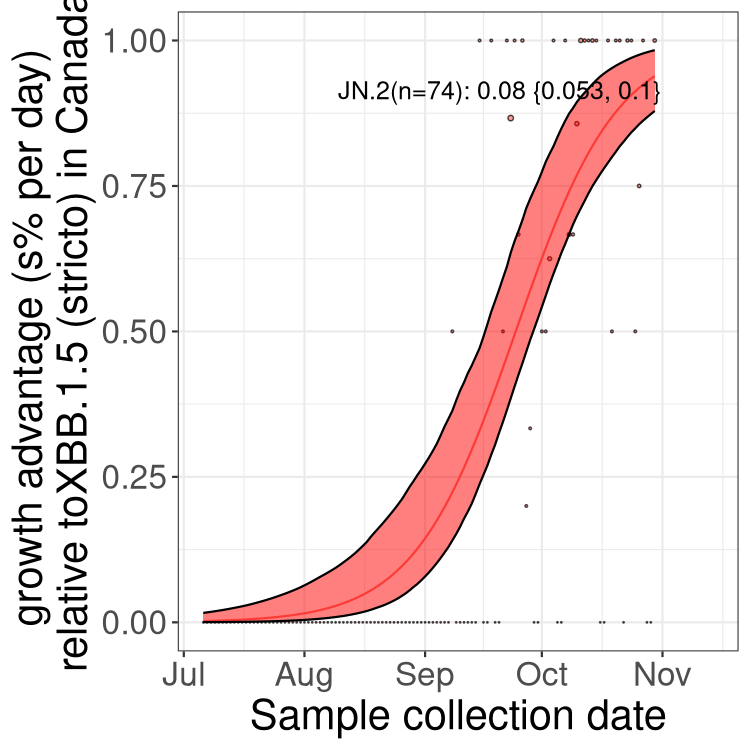 growth advantage (s% per day)
relative toXBB.1.5 (stricto) in Canada
1.00
0.75
0.50
0.25
0.00
JN.2(n=74): 0.08 {0.053, 0.1}
Jul Aug Sep Oct Nov
Sample collection date